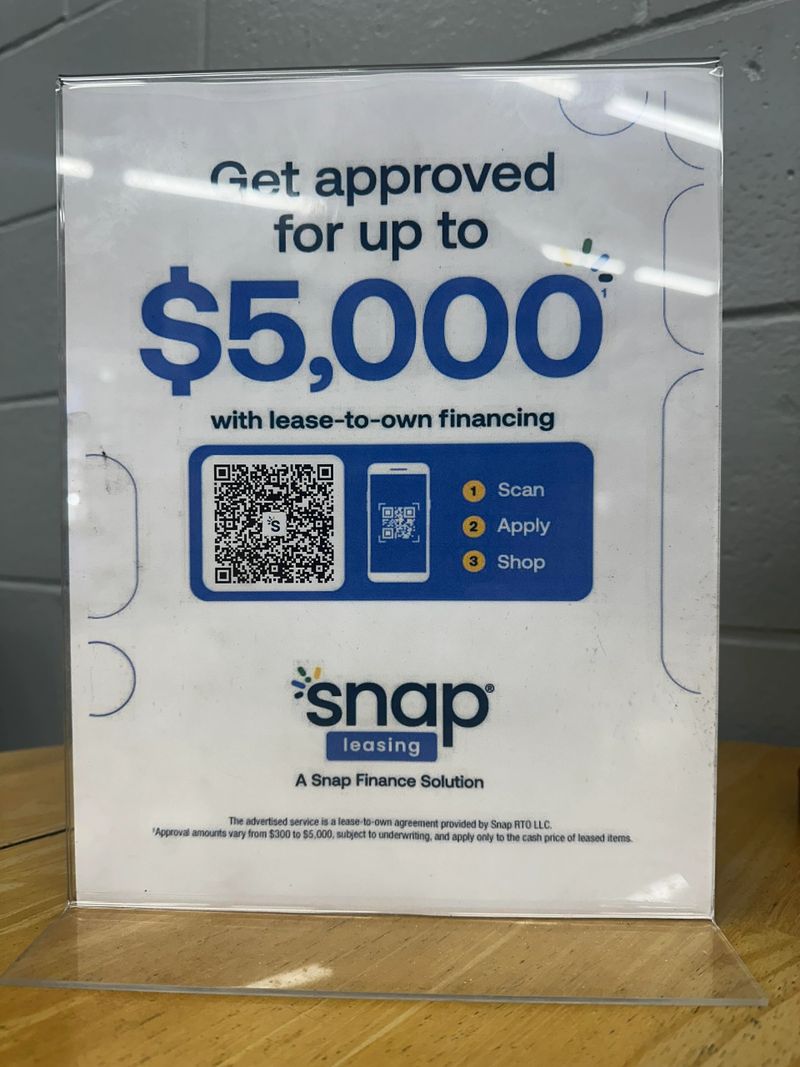 Get approved
for up to
$5,000¹
with lease-to-own financing
S
1 Scan
2 Apply
3 Shop
snap®
leasing
A Snap Finance Solution
The advertised service is a lease-to-own agreement provided by Snap RTO LLC.
¹Approval amounts vary from $300 to $5,000, subject to underwriting, and apply only to the cash price of leased items.